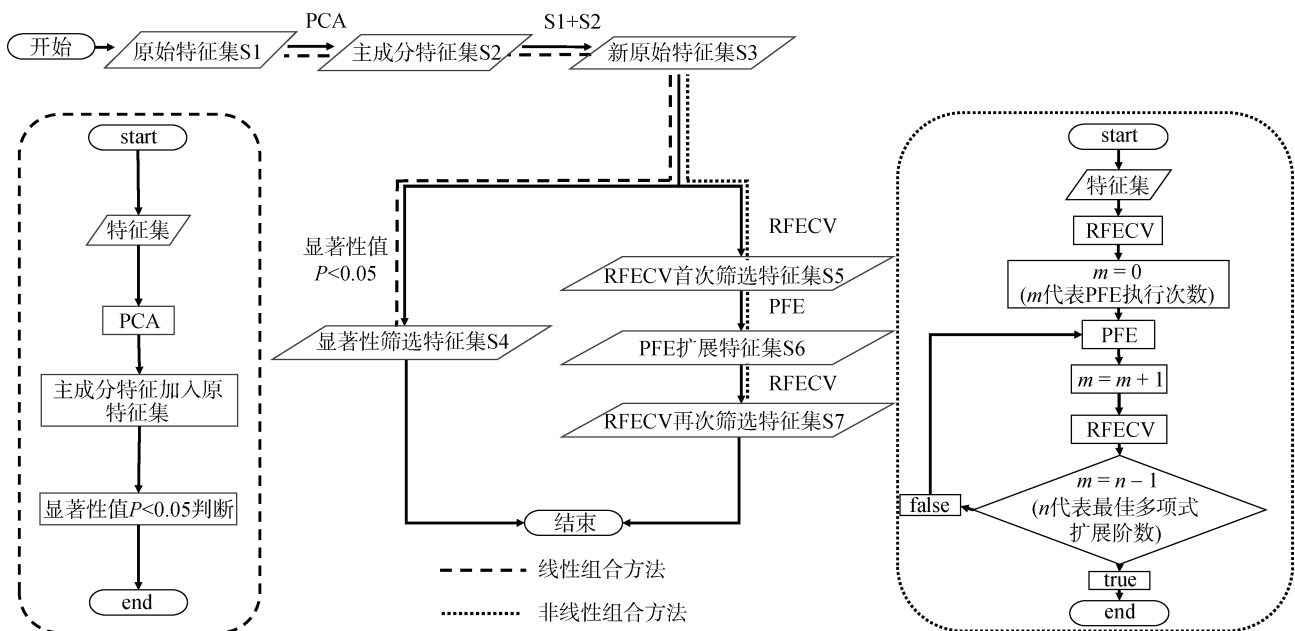 开始
原始特征集S1
PCA
主成分特征集S2
S1+S2
新原始特征集S3
start
特征集
PCA
主成分特征加入原
特征集
显著性值P<0.05判断
end
显著性值
P<0.05
显著性筛选特征集S4
RFECV
RFECV首次筛选特征集S5
PFE
PFE扩展特征集S6
RFECV
RFECV再次筛选特征集S7
结束
线性组合方法
非线性组合方法
start
特征集
RFECV
m = 0
(m代表PFE执行次数)
PFE
m = m + 1
RFECV
m = n − 1
(n代表最佳多项式
扩展阶数)
false
true
end